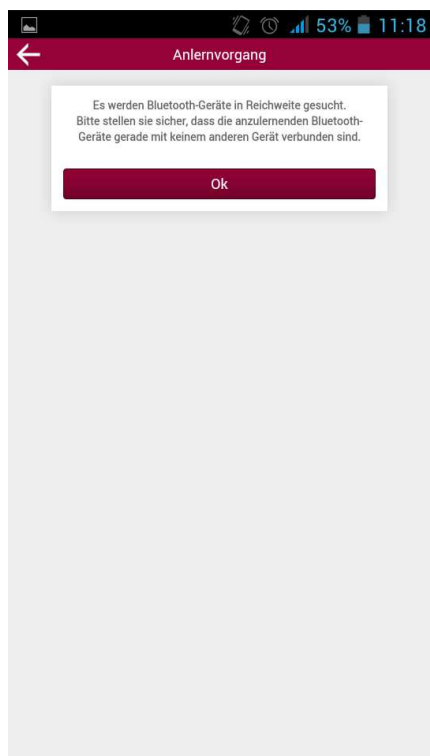 53% 11:18
Anlernvorgang
Es werden Bluetooth-Geräte in Reichweite gesucht.
Bitte stellen sie sicher, dass die anzulernenden Bluetooth-
Geräte gerade mit keinem anderen Gerät verbunden sind.
Ok